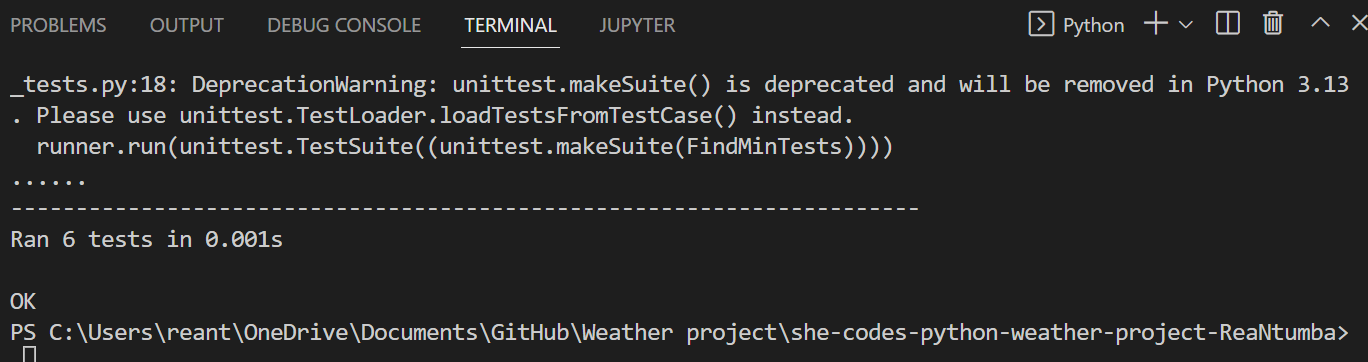 PROBLEMS OUTPUT DEBUG CONSOLE TERMINAL JUPYTER Python
_tests.py:18: DeprecationWarning: unittest.makeSuite() is deprecated and will be removed in Python 3.13
. Please use unittest.TestLoader.loadTestsFromTestCase() instead.
  runner.run(unittest.TestSuite((unittest.makeSuite(FindMinTests))))
......
----------------------------------------------------------------------
Ran 6 tests in 0.001s
OK
PS C:\Users\reant\OneDrive\Documents\GitHub\Weather project\she-codes-python-weather-project-ReaNtumba>